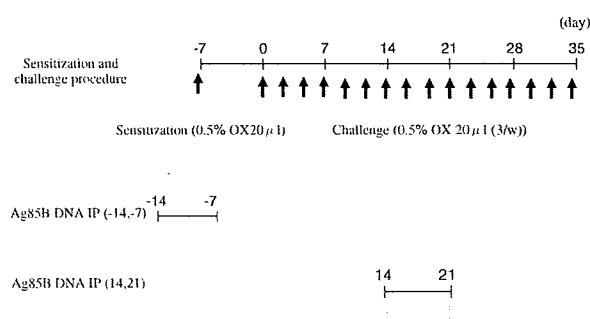 (day)
-7 0 7 14 21 28 35
Sensitization and
challenge procedure
Sensitization (0.5% OX20μl) Challenge (0.5% OX 20μl (3/w))
-14 -7
Ag85B DNA IP (-14,-7)
14 21
Ag85B DNA IP (14,21)